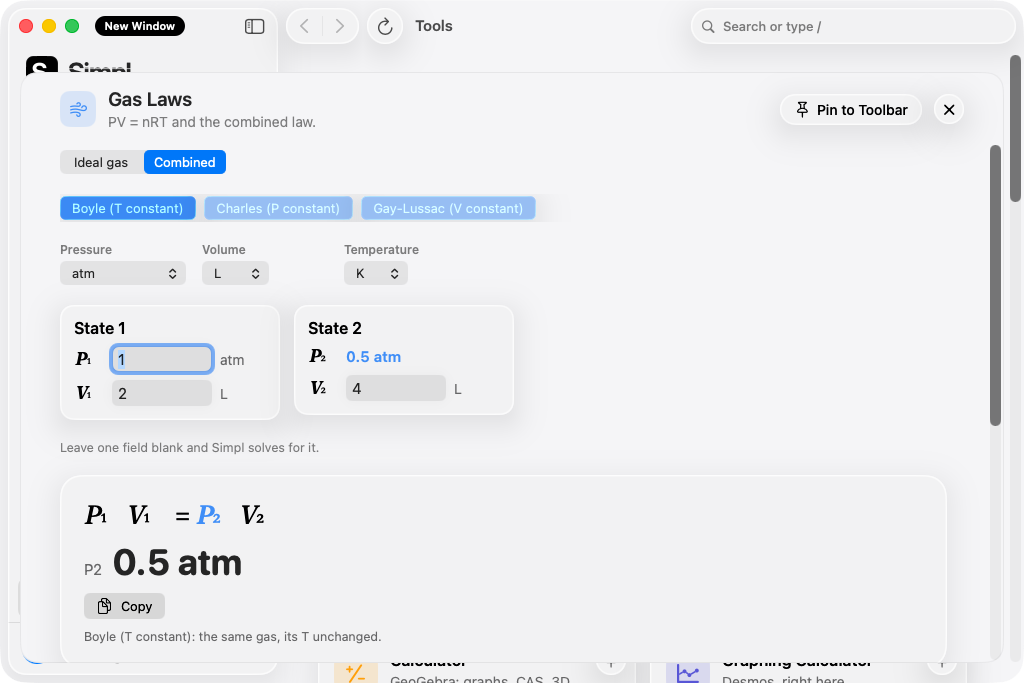 New Window
Tools
Search or type /
Simpl
Gas Laws
PV = nRT and the combined law.
Pin to Toolbar
Ideal gas
Combined
Boyle (T constant)
Charles (P constant)
Gay-Lussac (V constant)
Pressure
Volume
Temperature
atm
L
K
State 1
P₁ 1 atm
V₁ 2 L
State 2
P₂ 0.5 atm
V₂ 4 L
Leave one field blank and Simpl solves for it.
P₁ V₁ = P₂ V₂
P2 0.5 atm
Copy
Boyle (T constant): the same gas, its T unchanged.
Calculator
GeoGebra: graphs, CAS, 3D
Graphing Calculator
Desmos, right here